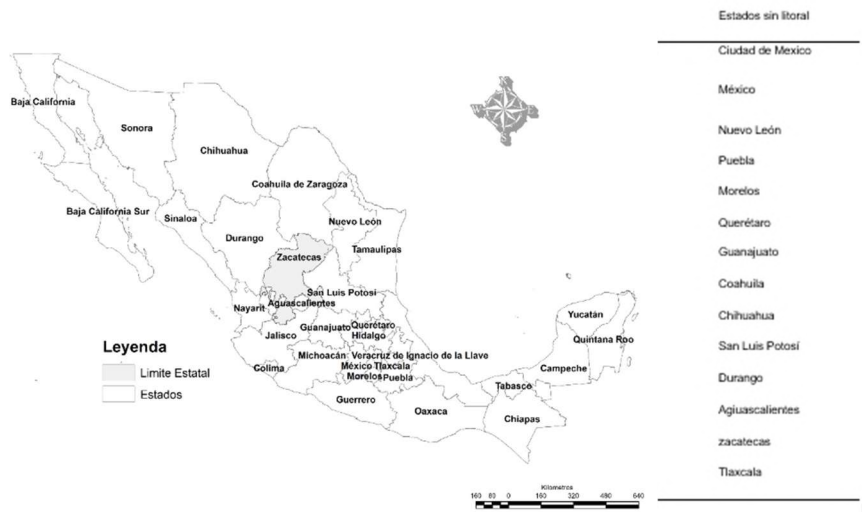 Estados sin litoral
Ciudad de Mexico
México
Nuevo León
Puebla
Morelos
Querétaro
Guanajuato
Coahuila
Chihuahua
San Luis Potosí
Durango
Agiuascalientes
zacatecas
Tlaxcala
Baja California
Sonora
Chihuahua
Coahuila de Zaragoza
Baja California Sur
Sinaloa
Nuevo León
Durango
Tamaulipas
Zacatecas
San Luis Potosí
Aguascalientes
Nayarit
Yucatán
Guanajuato
Querétaro
Hidalgo
Jalisco
Quintana Roo
Michoacán
Veracruz de Ignacio de la Llave
Colima
México
Tlaxcala
Campeche
Morelos
Puebla
Tabasco
Guerrero
Oaxaca
Chiapas
Leyenda
Limite Estatal
Estados
Kilometros
160 80 0 160 320 480 640